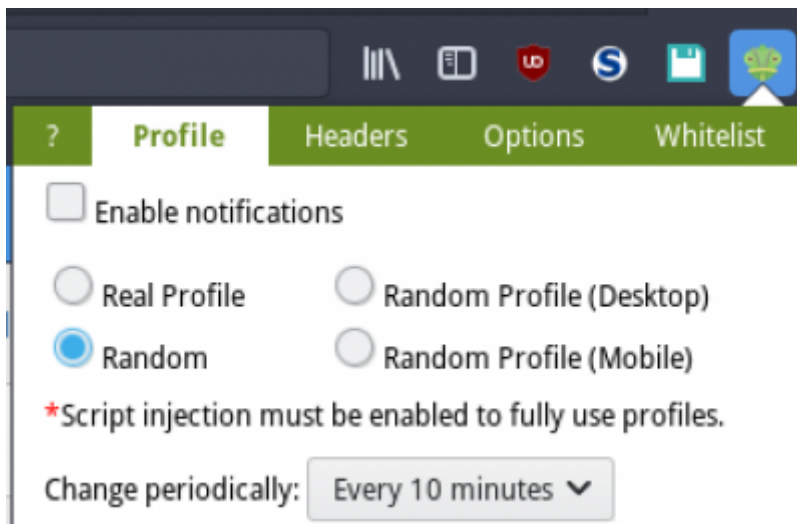 ? Profile Headers Options Whitelist
Enable notifications
Real Profile Random Profile (Desktop)
Random Random Profile (Mobile)
*Script injection must be enabled to fully use profiles.
Change periodically: Every 10 minutes